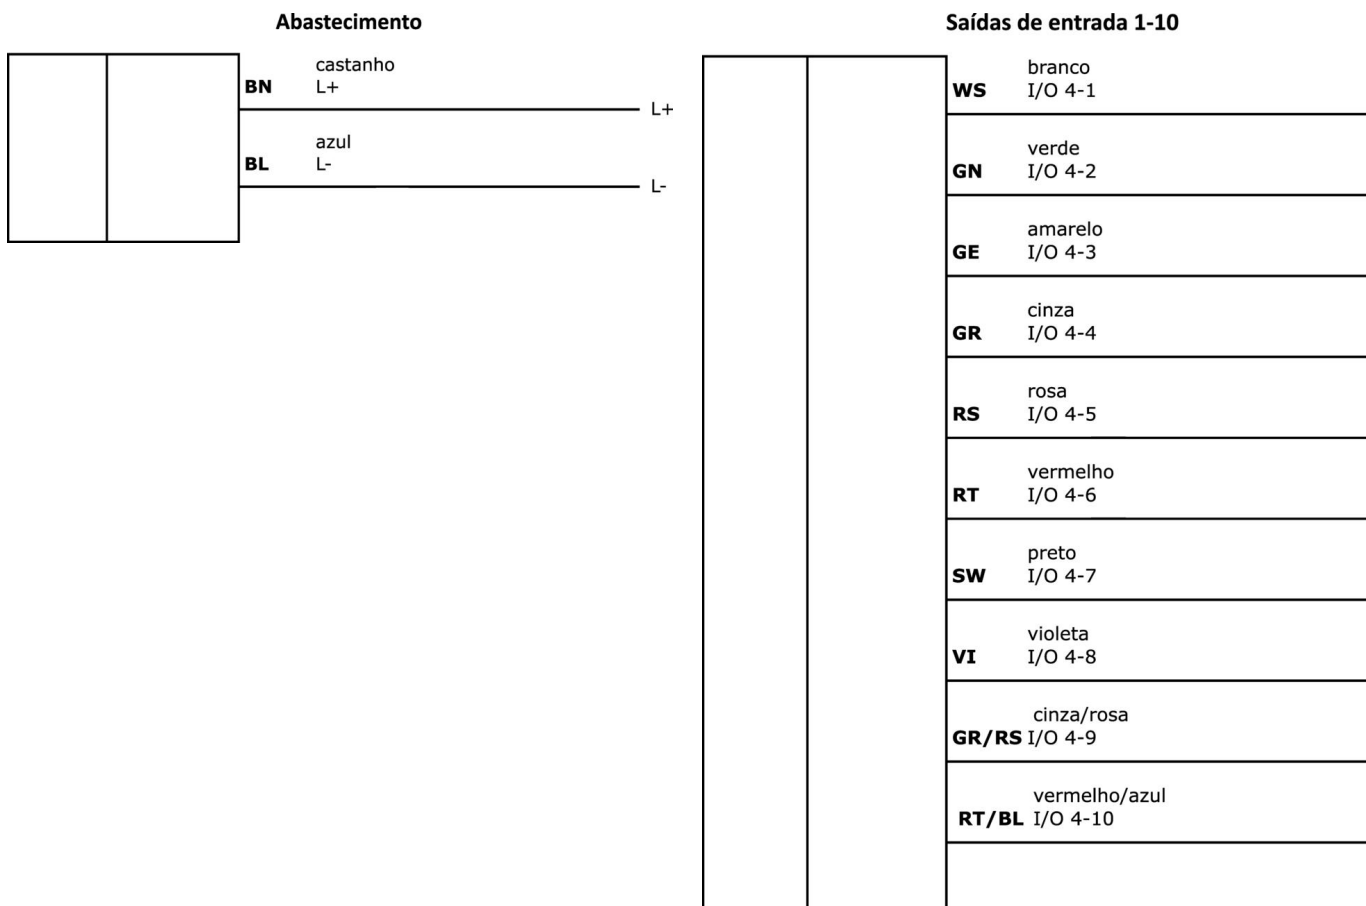 Abastecimento
castanho
BN L+
L+
azul
BL L-
L-
Saídas de entrada 1-10
branco
WS I/O 4-1
verde
GN I/O 4-2
amarelo
GE I/O 4-3
cinza
GR I/O 4-4
rosa
RS I/O 4-5
vermelho
RT I/O 4-6
preto
SW I/O 4-7
violeta
VI I/O 4-8
cinza/rosa
GR/RS I/O 4-9
vermelho/azul
RT/BL I/O 4-10